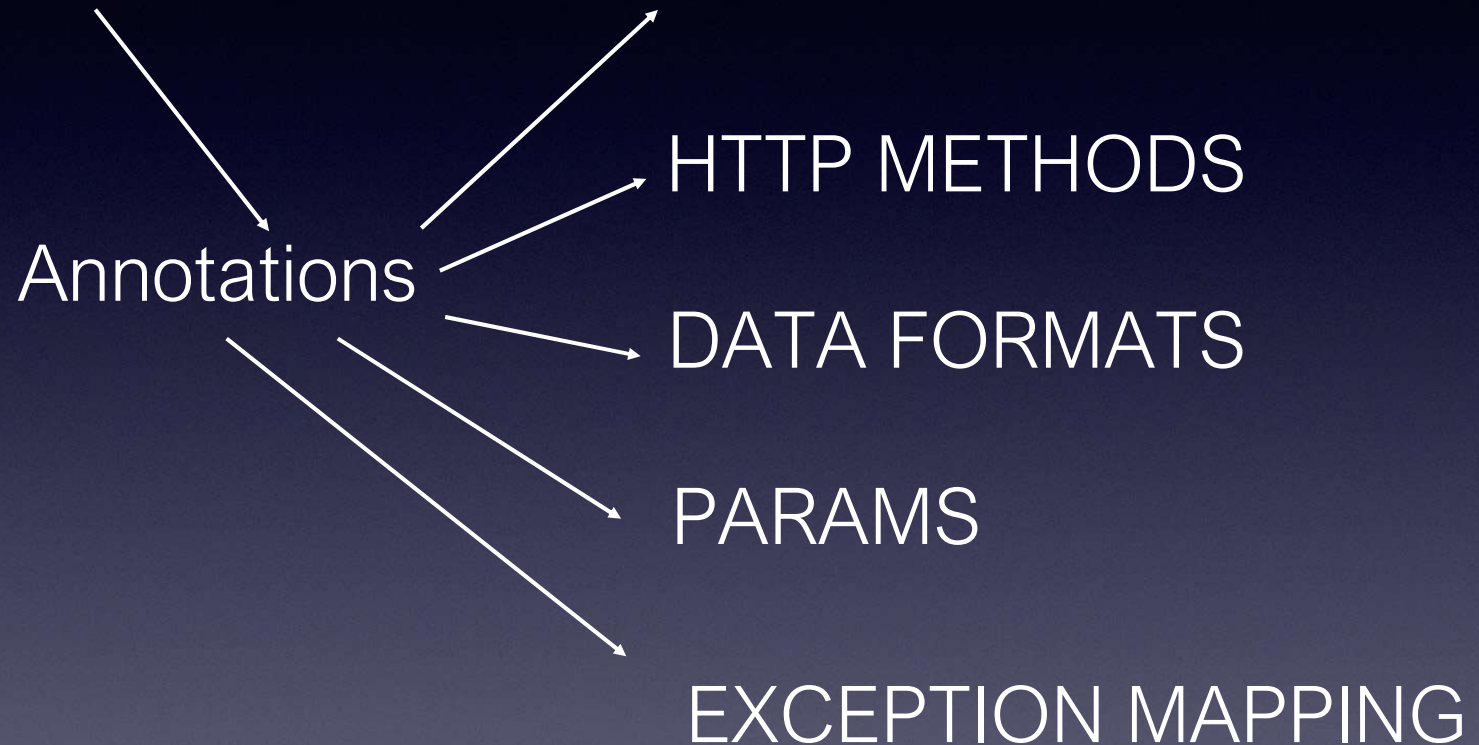 HTTP METHODS
Annotations
DATA FORMATS
PARAMS
EXCEPTION MAPPING